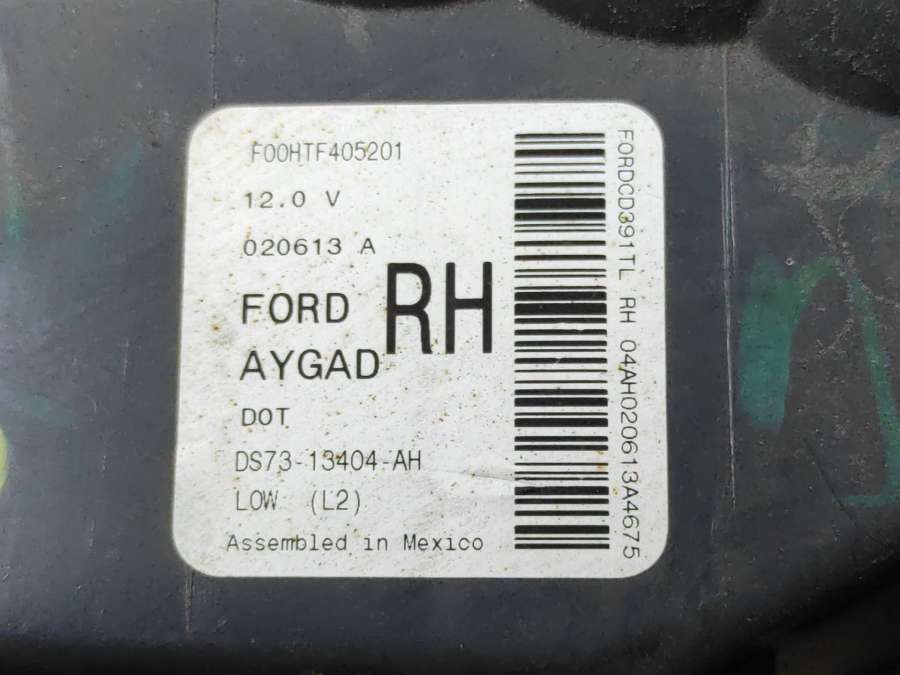 F00HTF405201
12.0 V
020613 A
FORD
RH
AYGAD
DOT
DS73-13404-AH
LOW (L2)
Assembled in Mexico
FORDCD391TL RH 04AH020613A4675